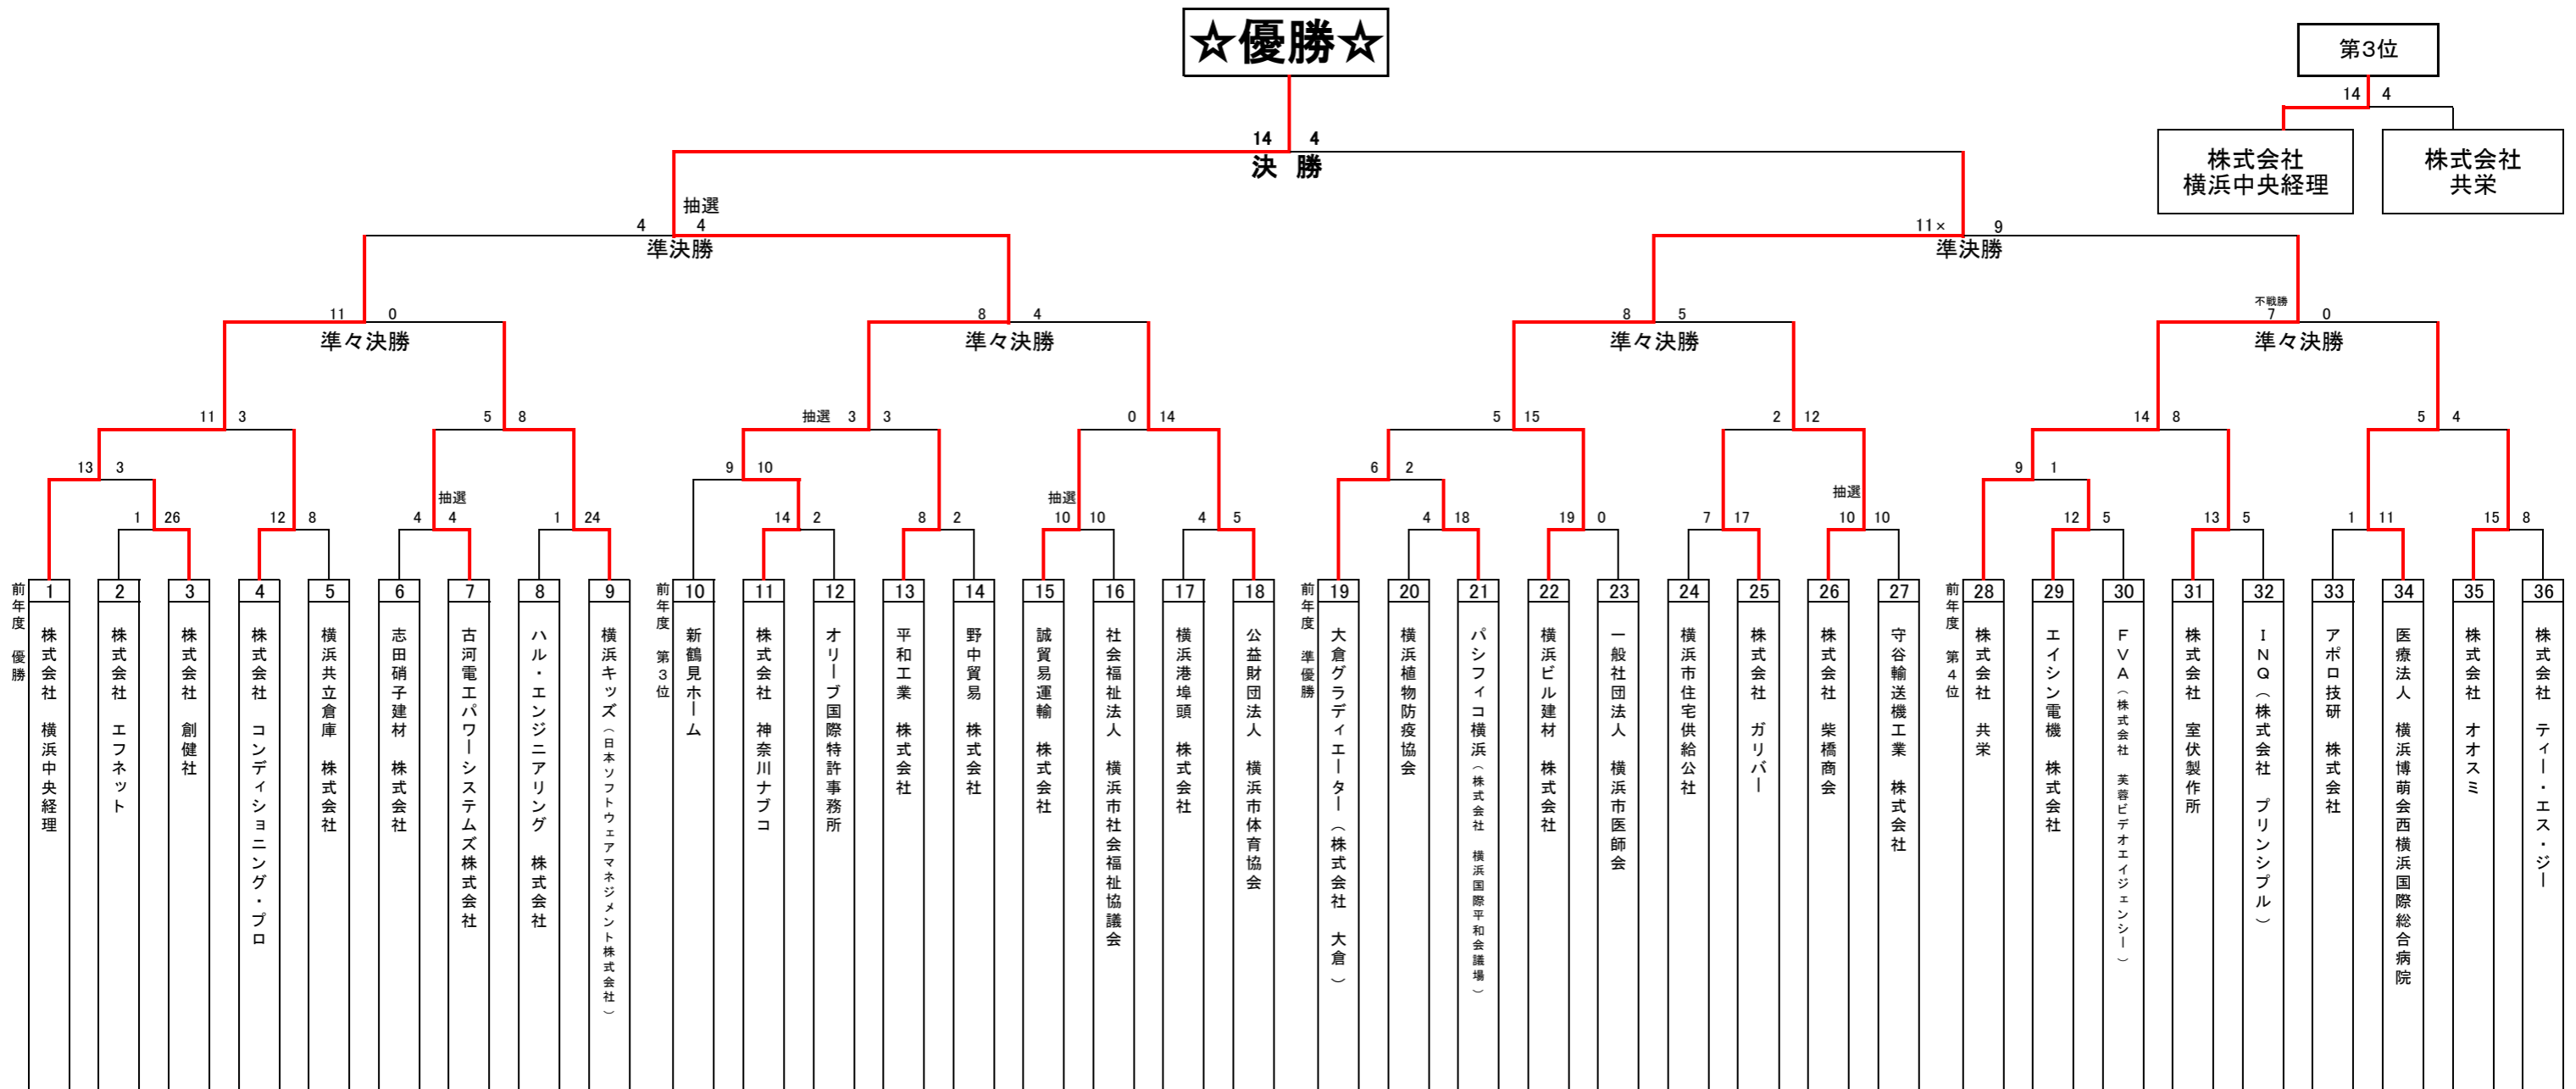 ☆優勝☆
第3位
14 4
株式会社
横浜中央経理
株式会社
共栄
14 4
決 勝
抽選
4 4
準決勝
11× 9
準決勝
11 0
準々決勝
8 4
準々決勝
8 5
準々決勝
不戦勝
7 0
準々決勝
11 3
5 8
抽選 3 3
0 14
5 15
2 12
14 8
5 4
13 3
9 10
6 2
9 1
1 26
12 8
抽選
4 4
1 24
14 2
8 2
抽選
10 10
4 5
4 18
19 0
7 17
抽選
10 10
12 5
13 5
1 11
15 8
前年度 優勝
1
株式会社 横浜中央経理
2
株式会社 エフネット
3
株式会社 創健社
4
株式会社 コンディショニング・プロ
5
横浜共立倉庫 株式会社
6
志田硝子建材 株式会社
7
古河電工パワーシステムズ株式会社
8
ハル・エンジニアリング 株式会社
9
横浜キッズ（日本ソフトウェアマネジメント株式会社）
前年度 第3位
10
新鶴見ホーム
11
株式会社 神奈川ナブコ
12
オリーブ国際特許事務所
13
平和工業 株式会社
14
野中貿易 株式会社
15
誠貿易運輸 株式会社
16
社会福祉法人 横浜市社会福祉協議会
17
横浜港埠頭 株式会社
18
公益財団法人 横浜市体育協会
前年度 準優勝
19
大倉グラディエーター（株式会社 大倉）
20
横浜植物防疫協会
21
パシフィコ横浜（株式会社 横浜国際平和会議場）
22
横浜ビル建材 株式会社
23
一般社団法人 横浜市医師会
24
横浜市住宅供給公社
25
株式会社 ガリバー
26
株式会社 柴橋商会
27
守谷輸送機工業 株式会社
前年度 第4位
28
株式会社 共栄
29
エイシン電機 株式会社
30
FVA（株式会社 芙蓉ビデオエイジェンシー）
31
株式会社 室伏製作所
32
INQ（株式会社 プリンシプル）
33
アポロ技研 株式会社
34
医療法人 横浜博萌会西横浜国際総合病院
35
株式会社 オオスミ
36
株式会社 ティー・エス・ジー